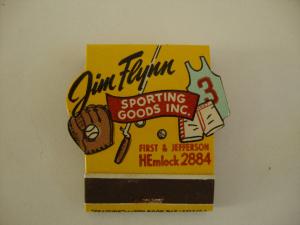 Jim Flynn
SPORTING
GOODS INC.
3
FIRST & JEFFERSON
HEmlock 2884